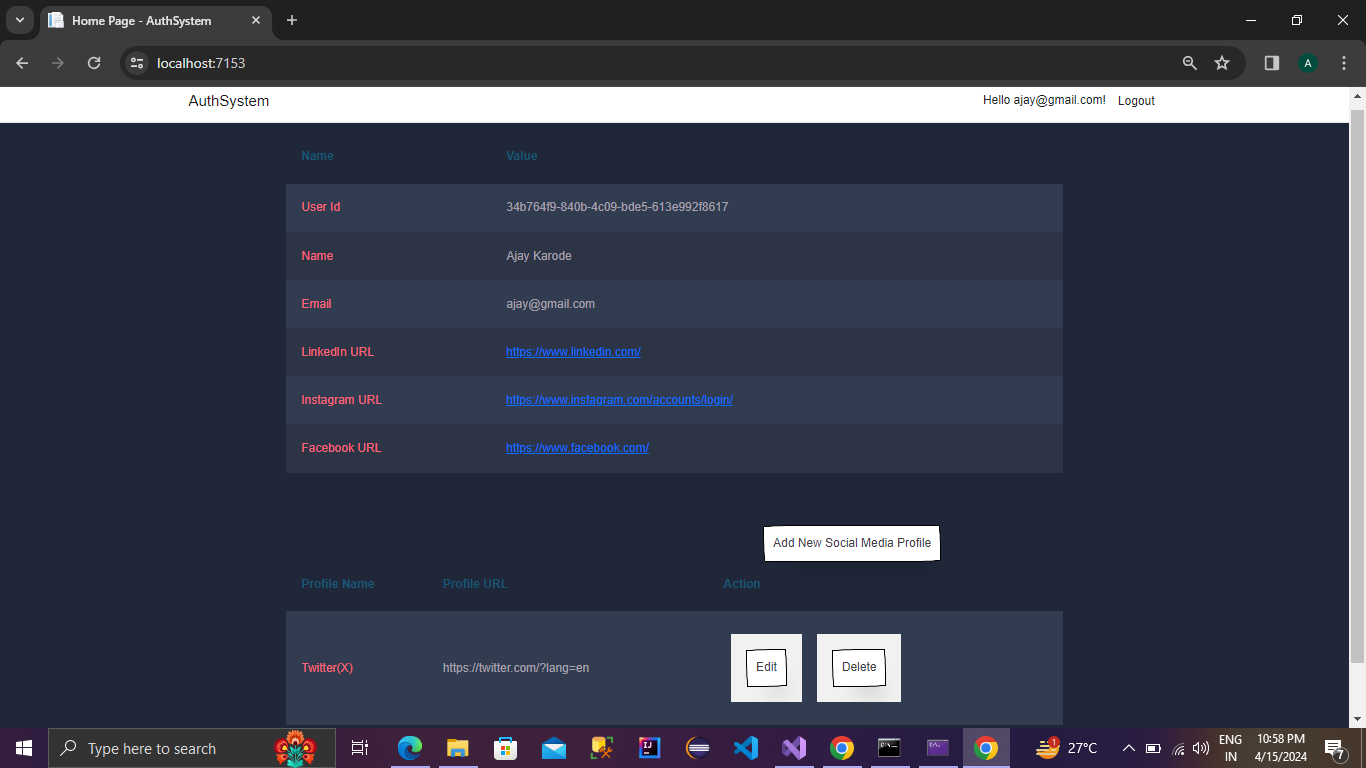 Home Page - AuthSystem
localhost:7153
A
AuthSystem
Hello ajay@gmail.com! Logout
Name Value
User Id 34b764f9-840b-4c09-bde5-613e992f8617
Name Ajay Karode
Email ajay@gmail.com
LinkedIn URL https://www.linkedin.com/
Instagram URL https://www.instagram.com/accounts/login/
Facebook URL https://www.facebook.com/
Add New Social Media Profile
Profile Name Profile URL Action
Twitter(X) https://twitter.com/?lang=en Edit Delete
Type here to search
1
27°C
ENG
IN
10:58 PM
4/15/2024
7